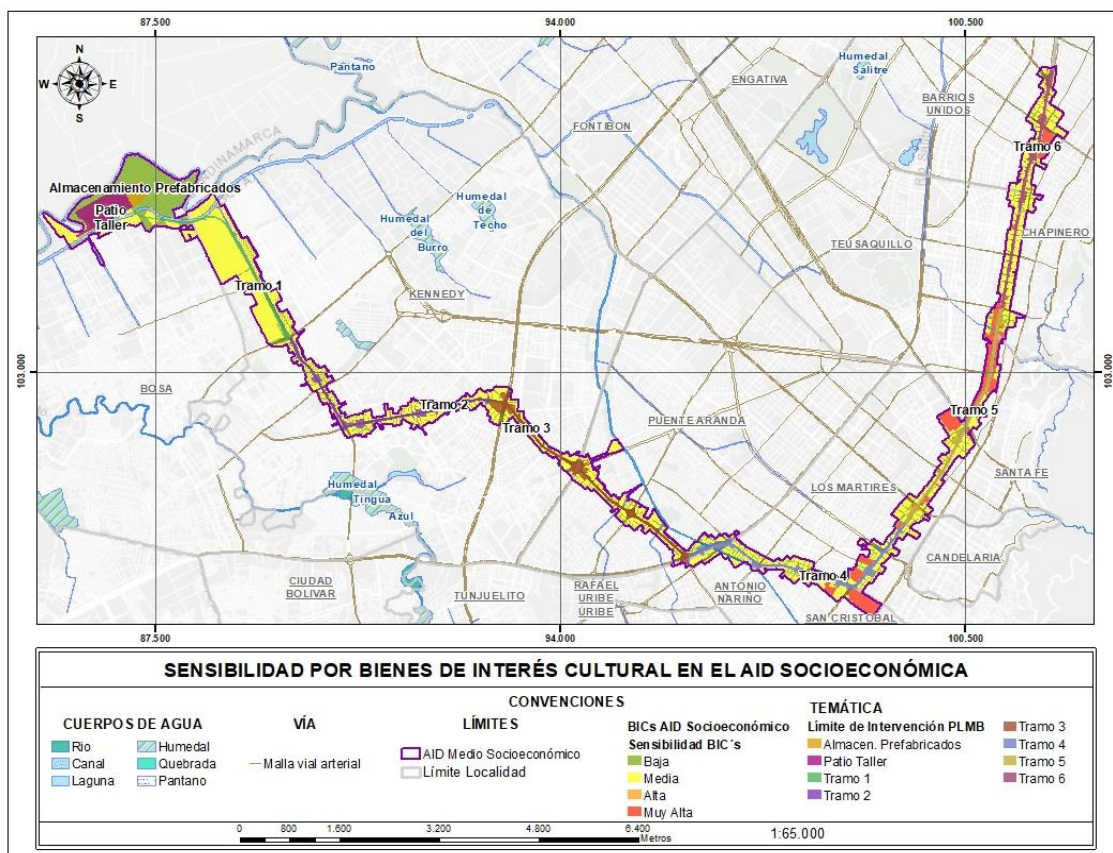 87.500
94.000
100.500
N
W
E
S
Pantano
Humedal
Salitre
ENGATIVA
BARRIOS
UNIDOS
FONTIBON
DINAMARCA
Tramo 6
Almacenamiento Prefabricados
Patio
Taller
Humedal
de
Techo
Humedal
del
Burro
TEUSAQUILLO
CHAPINERO
Tramo 1
KENNEDY
103.000
103.000
BOSA
Tramo 2
Tramo 3
PUENTE ARANDA
Tramo 5
SANTA FE
LOS MARTIRES
Humedal
Tingua
Azul
CANDELARIA
CIUDAD
BOLIVAR
TUNJUELITO
RAFAEL
URIBE
URIBE
ANTONIO
NARIÑO
Tramo 4
SAN CRISTOBAL
87.500
94.000
100.500
SENSIBILIDAD POR BIENES DE INTERÉS CULTURAL EN EL AID SOCIOECONÓMICA
CONVENCIONES
CUERPOS DE AGUA
Rio
Canal
Laguna
Humedal
Quebrada
Pantano
VÍA
Malla vial arterial
LÍMITES
AID Medio Socioeconómico
Límite Localidad
BICs AID Socioeconómico
Sensibilidad BIC´s
Baja
Media
Alta
Muy Alta
TEMÁTICA
Límite de Intervención PLMB
Almacen. Prefabricados
Patio Taller
Tramo 1
Tramo 2
Tramo 3
Tramo 4
Tramo 5
Tramo 6
0 800 1.600 3.200 4.800 6.400
Metros
1:65.000